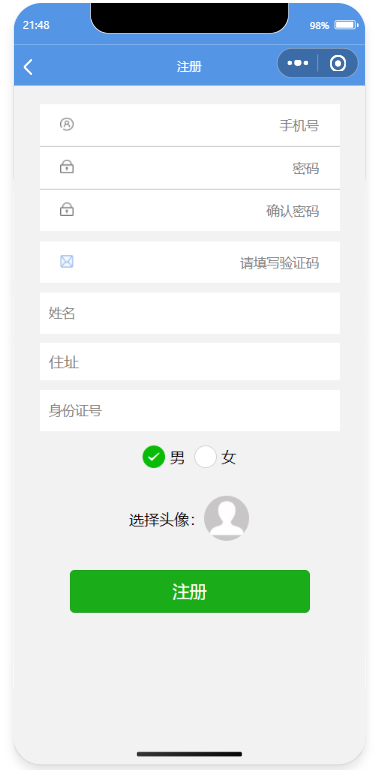 21:48
98%
注册
手机号
密码
确认密码
请填写验证码
姓名
住址
身份证号
男 女
选择头像：
注册